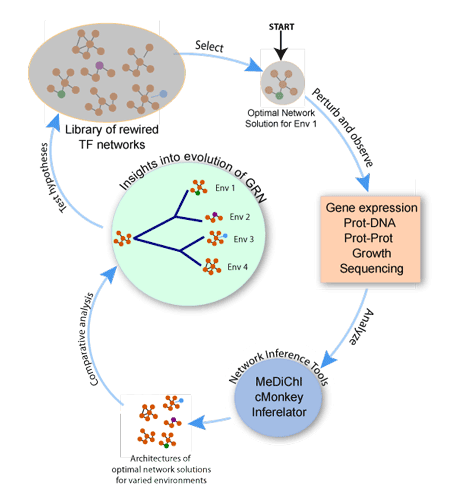 START
Select
Library of rewired
TF networks
Optimal Network
Solution for Env 1
Perturb and observe
Test hypotheses
Insights into evolution of GRN
Env 1
Env 2
Env 3
Env 4
Gene expression
Prot-DNA
Prot-Prot
Growth
Sequencing
Analyze
Network Inference Tools
MeDiChI
cMonkey
Inferelator
Comparative analysis
Architectures of
optimal network solutions
for varied environments